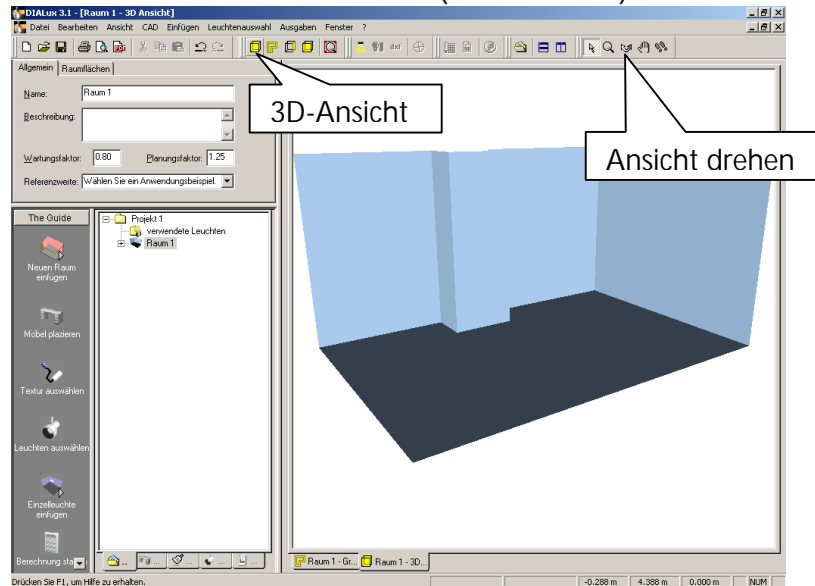 DIALux 3.1 - [Raum 1 - 3D Ansicht]
Datei Bearbeiten Ansicht CAD Einfügen Leuchtenauswahl Ausgaben Fenster ?
dxf
Allgemein Raumflächen
Name: Raum 1
Beschreibung:
Wartungsfaktor: 0.80 Planungsfaktor: 1.25
Referenzwerte: Wählen Sie ein Anwendungsbeispiel.
3D-Ansicht
Ansicht drehen
The Guide
Neuen Raum
einfügen
Möbel plazieren
Textur auswählen
Leuchten auswählen
Einzelleuchte
einfügen
Berechnung sta
Projekt 1
verwendete Leuchten
Raum 1
... ... ... ... ...
Raum 1 - Gr... Raum 1 - 3D...
Drücken Sie F1, um Hilfe zu erhalten.
-0.288 m 4.388 m 0.000 m NUM